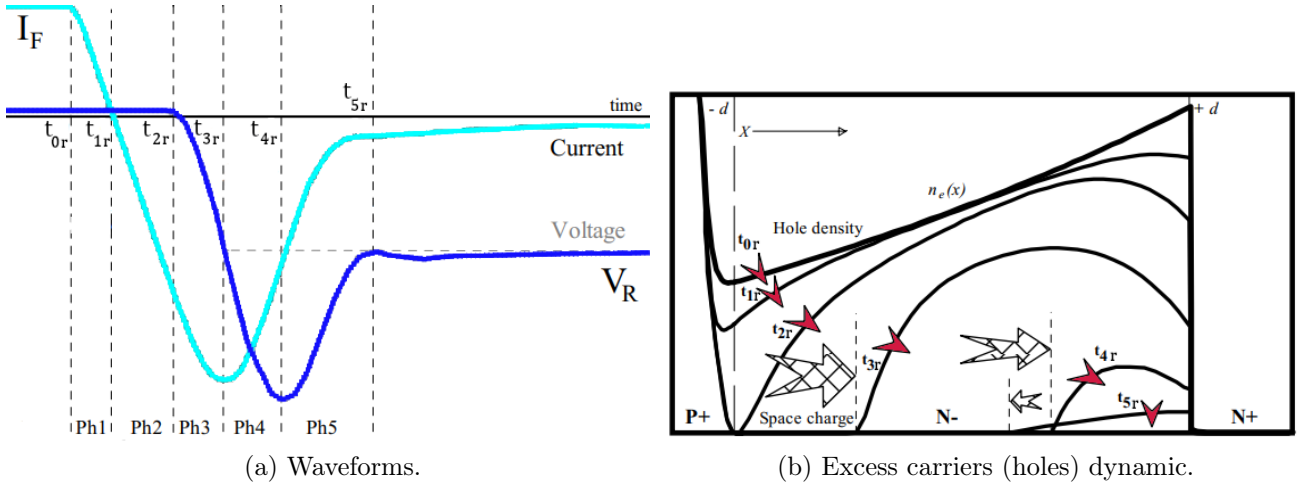 I_F
t_0r
t_1r
t_2r
t_3r
t_4r
t_5r
time
Current
Voltage
V_R
Ph1
Ph2
Ph3
Ph4
Ph5
(a) Waveforms.
- d
+ d
X
n_e(x)
Hole density
t_0r
t_1r
t_2r
t_3r
t_4r
t_5r
P+
Space charge
N-
N+
(b) Excess carriers (holes) dynamic.